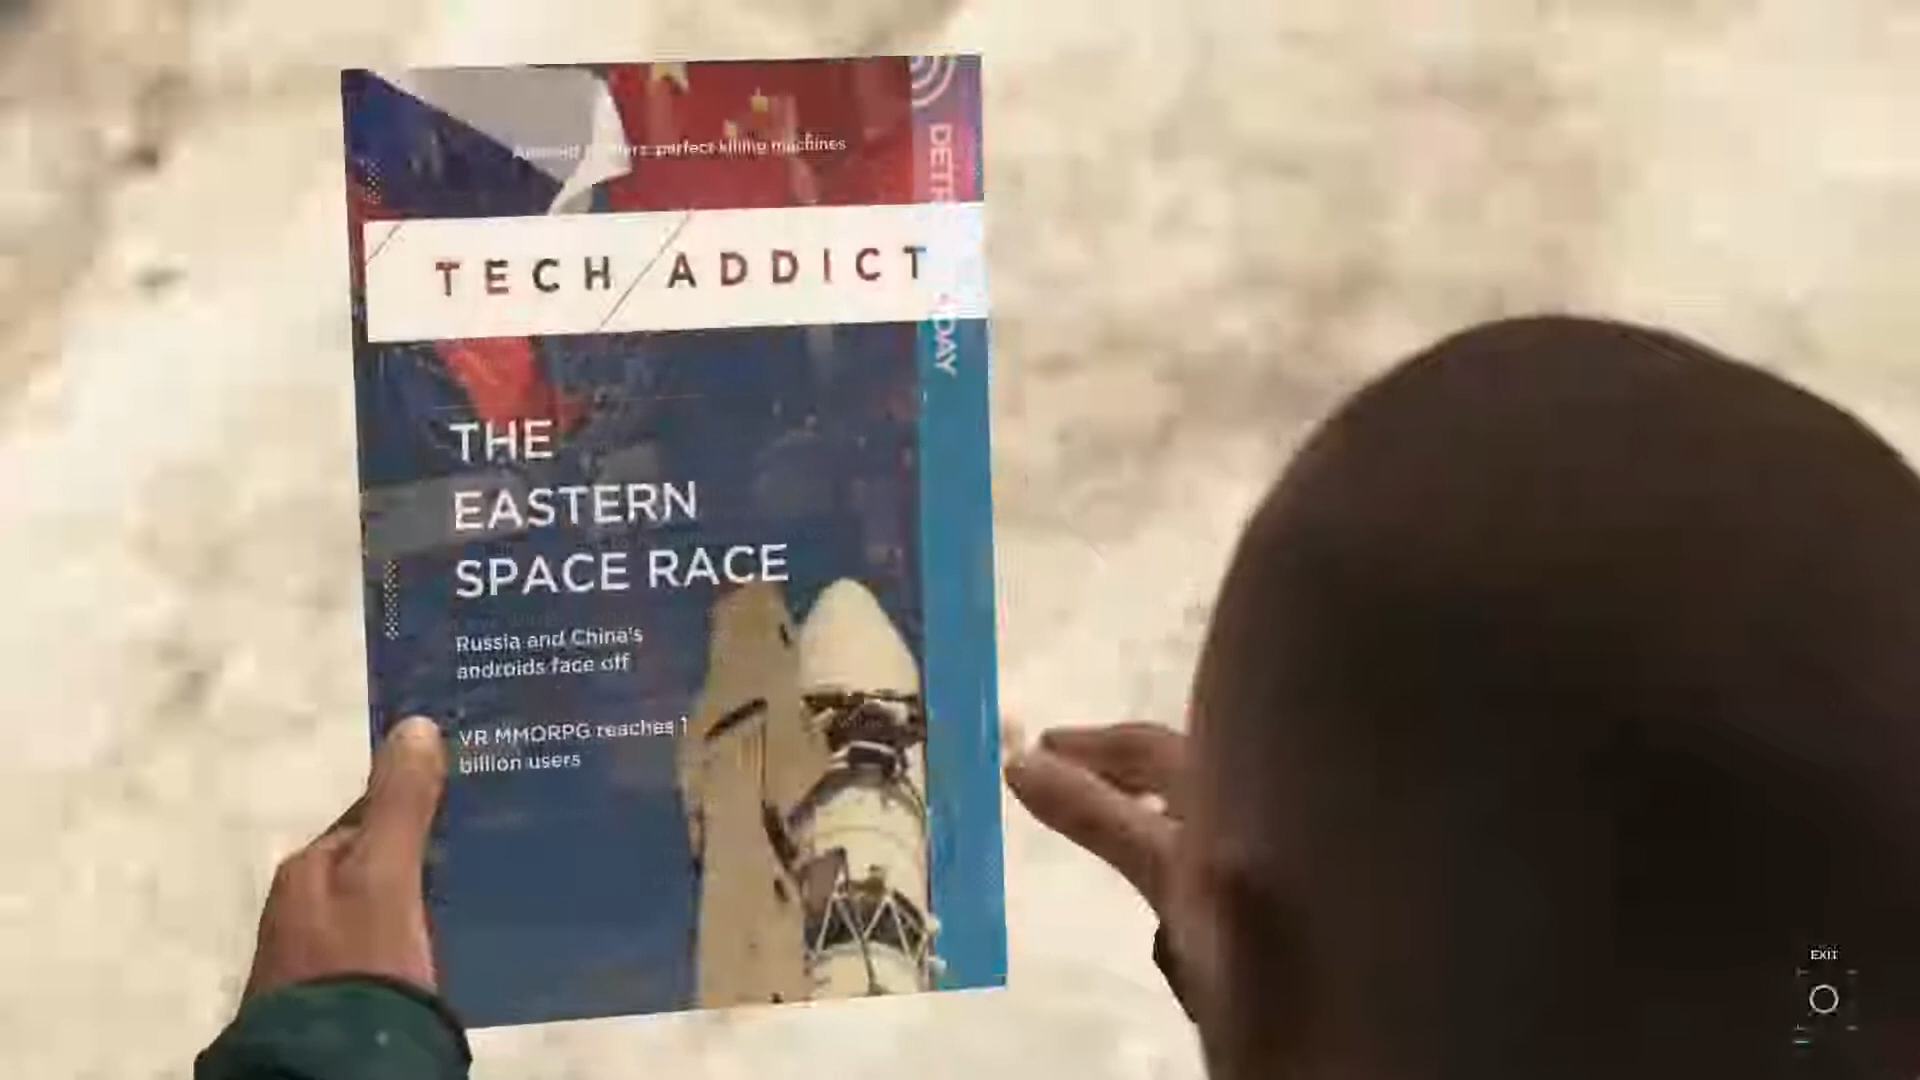 perfect killing machines
TECH ADDICT
THE
EASTERN
SPACE RACE
Russia and China's
androids face off
VR MMORPG reaches 1
billion users
EXIT